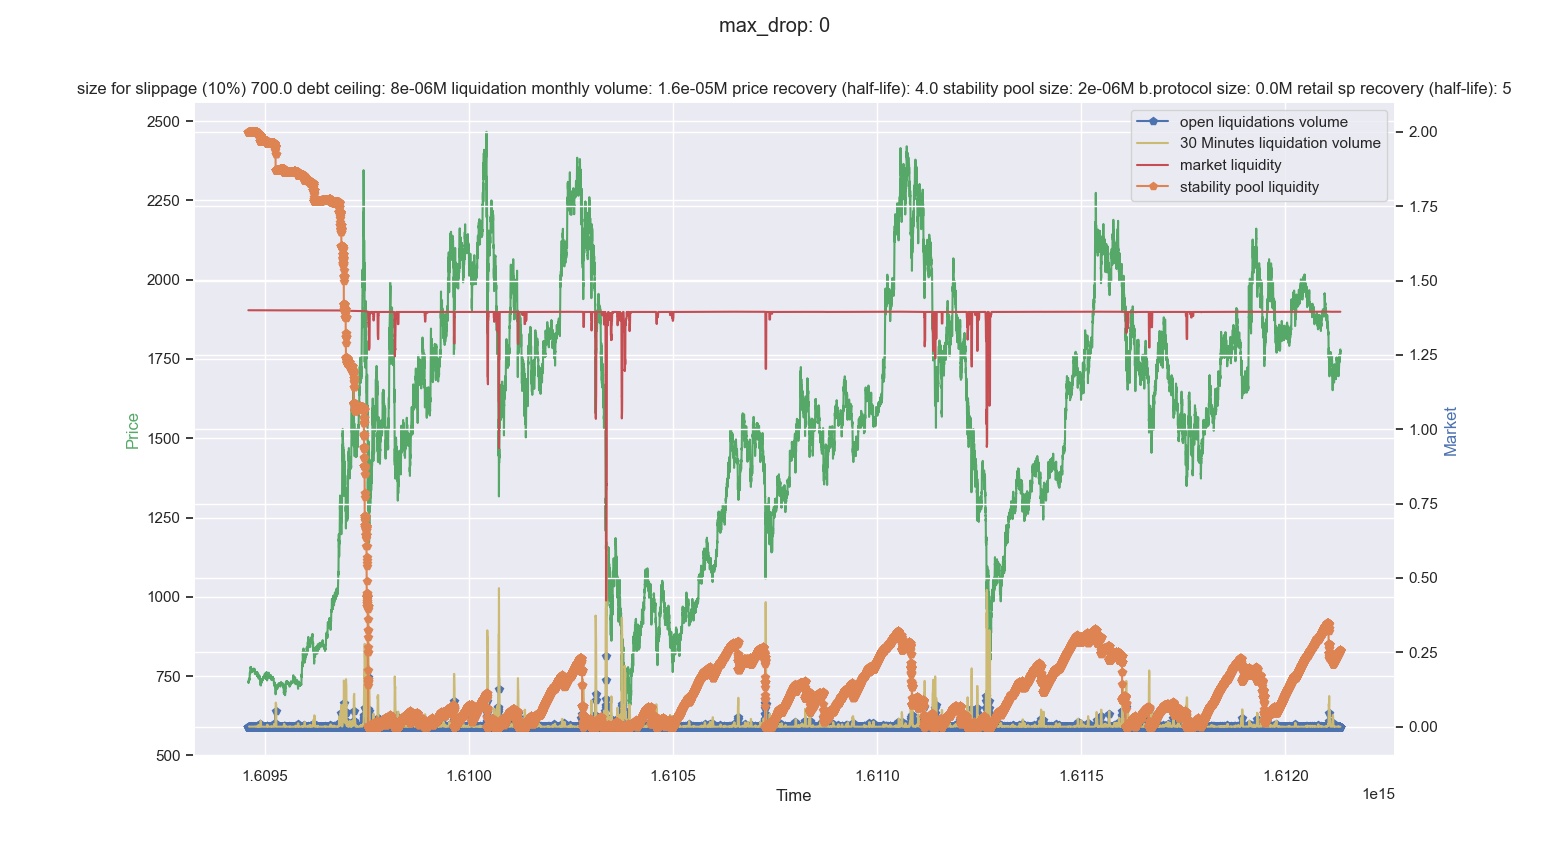 max_drop: 0
size for slippage (10%) 700.0 debt ceiling: 8e-06M liquidation monthly volume: 1.6e-05M price recovery (half-life): 4.0 stability pool size: 2e-06M b.protocol size: 0.0M retail sp recovery (half-life): 5
open liquidations volume
30 Minutes liquidation volume
market liquidity
stability pool liquidity
2500
2250
2000
1750
1500
1250
1000
750
500
Price
2.00
1.75
1.50
1.25
1.00
0.75
0.50
0.25
0.00
Market
1.6095
1.6100
1.6105
1.6110
1.6115
1.6120
Time
1e15